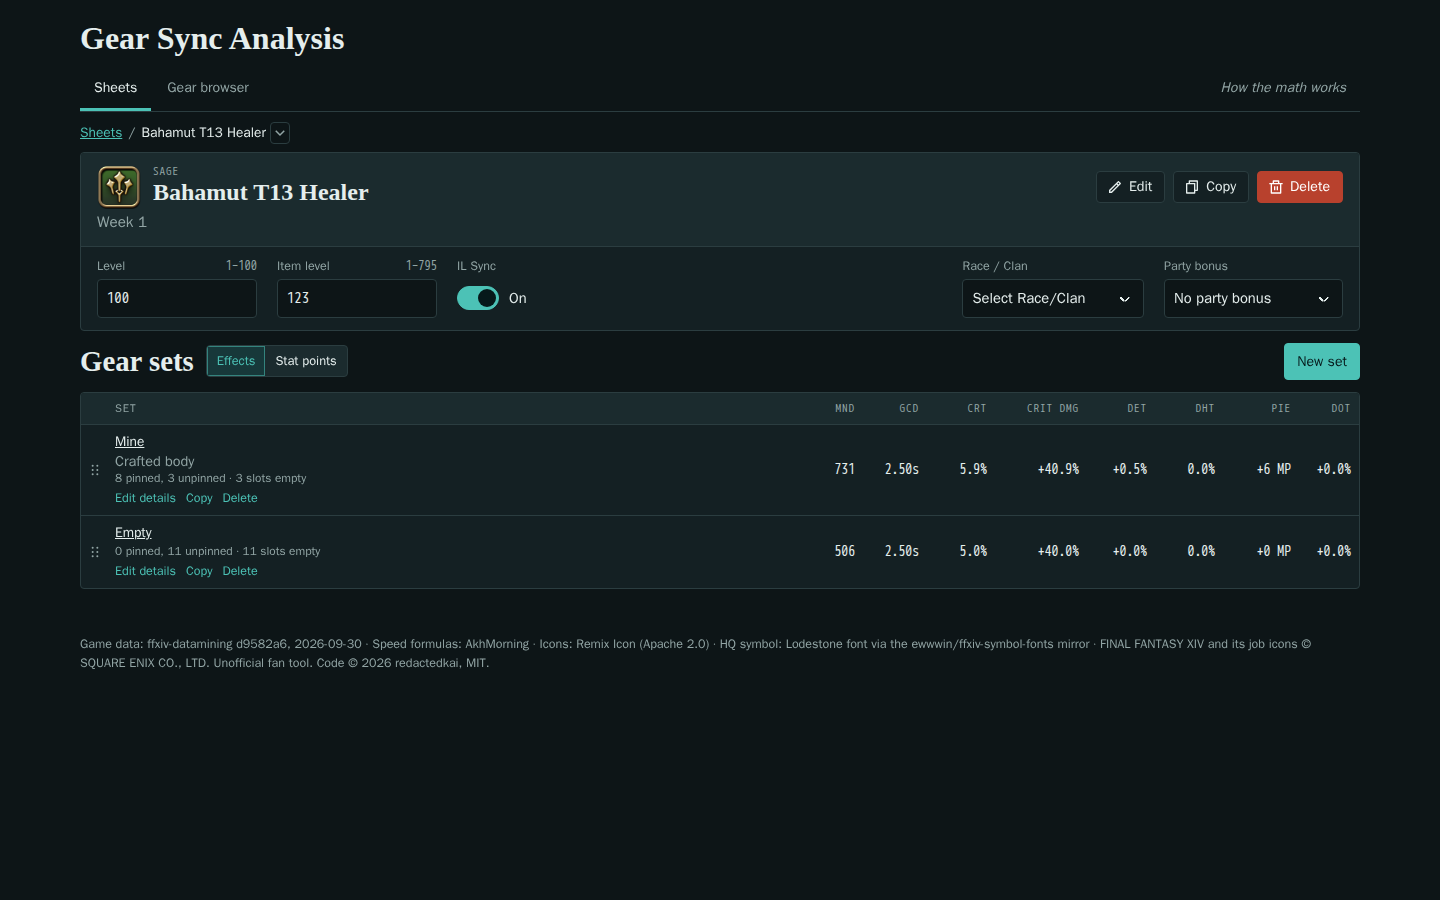 Gear Sync Analysis
Sheets Gear browser How the math works
Sheets / Bahamut T13 Healer
SAGE
Bahamut T13 Healer
Edit Copy Delete
Week 1
Level 1–100 Item level 1–795 IL Sync Race / Clan Party bonus
100 123 On Select Race/Clan No party bonus
Gear sets Effects Stat points New set
SET MND GCD CRT CRIT DMG DET DHT PIE DOT
Mine
Crafted body
8 pinned, 3 unpinned · 3 slots empty
Edit details Copy Delete
731 2.50s 5.9% +40.9% +0.5% 0.0% +6 MP +0.0%
Empty
0 pinned, 11 unpinned · 11 slots empty
Edit details Copy Delete
506 2.50s 5.0% +40.0% +0.0% 0.0% +0 MP +0.0%
Game data: ffxiv-datamining d9582a6, 2026-09-30 · Speed formulas: AkhMorning · Icons: Remix Icon (Apache 2.0) · HQ symbol: Lodestone font via the ewwwin/ffxiv-symbol-fonts mirror · FINAL FANTASY XIV and its job icons ©
SQUARE ENIX CO., LTD. Unofficial fan tool. Code © 2026 redactedkai, MIT.